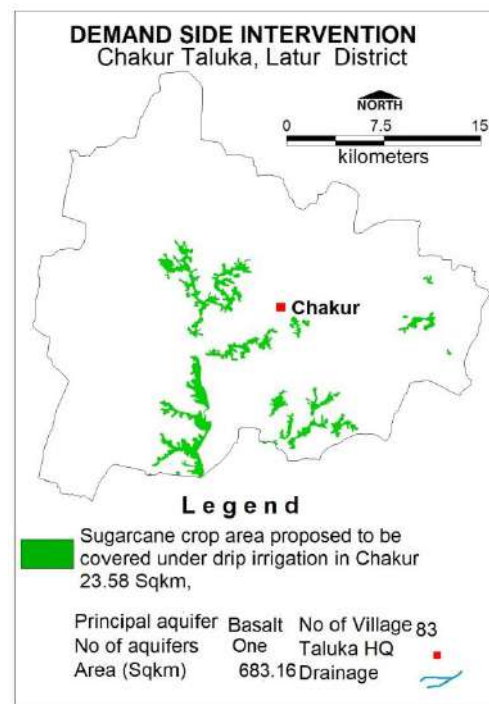 DEMAND SIDE INTERVENTION
Chakur Taluka, Latur District
NORTH
0 7.5 15
kilometers
Chakur
Legend
Sugarcane crop area proposed to be
covered under drip irrigation in Chakur
23.58 Sqkm,
Principal aquifer Basalt No of Village 83
No of aquifers One Taluka HQ
Area (Sqkm) 683.16 Drainage